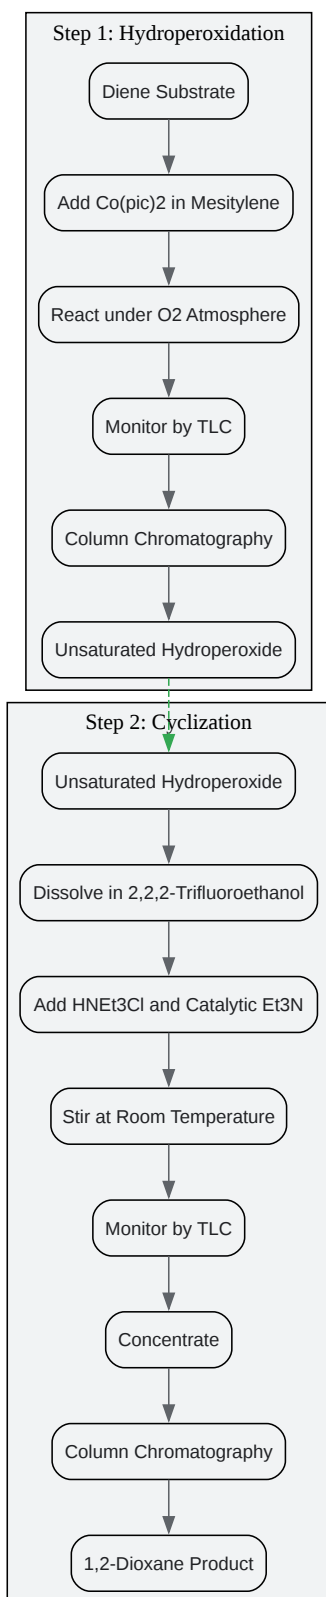 Step 1: Hydroperoxidation
Diene Substrate
Add Co(pic)2 in Mesitylene
React under O2 Atmosphere
Monitor by TLC
Column Chromatography
Unsaturated Hydroperoxide
Step 2: Cyclization
Unsaturated Hydroperoxide
Dissolve in 2,2,2-Trifluoroethanol
Add HNEt3Cl and Catalytic Et3N
Stir at Room Temperature
Monitor by TLC
Concentrate
Column Chromatography
1,2-Dioxane Product